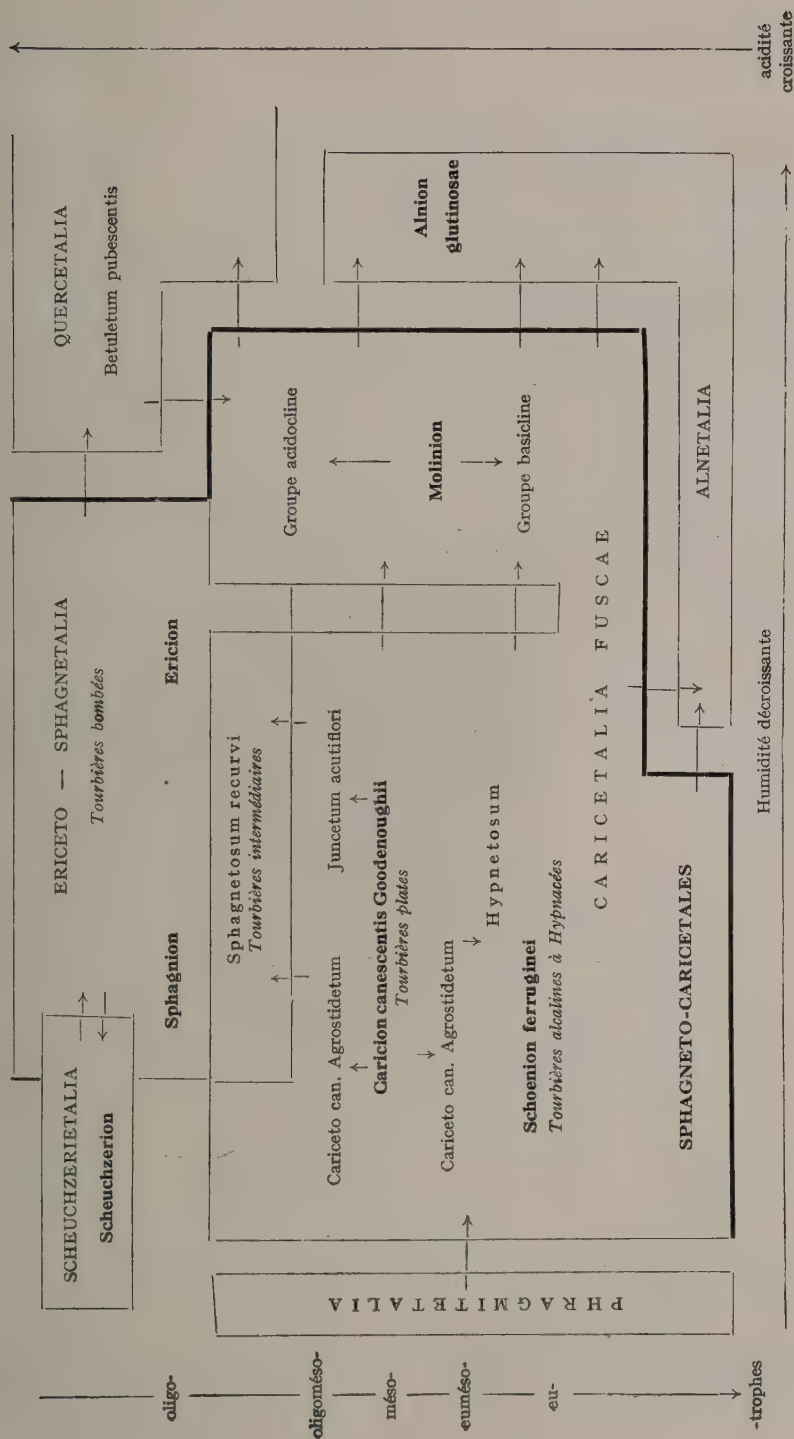 SCHEUCHZERIETALIA
Scheuchzerion
ERICETO — SPHAGNETALIA
Tourbières bombées
Sphagnion
Ericion
QUERCETALIA
Betuletum pubescentis
acidité
croissante
Sphagnetosum recurvi
Tourbières intermédiaires
Cariceto can. Agrostidetum
Juncetum acutiflori
Caricion canescentis Goodenoughii
Tourbières plates
Cariceto can. Agrostidetum
Hypnetosum
Schoenion ferruginei
Tourbières alcalines à Hypnacées
CARICETALIA FUSCAE
SPHAGNETO-CARICETALES
Groupe acidocline
Molinion
Groupe basicline
Alnion
glutinosae
ALNETALIA
PHRAGMITETALIA
oligo-
oligoméso-
méso-
euméso-
eu-
-trophes
Humidité décroissante